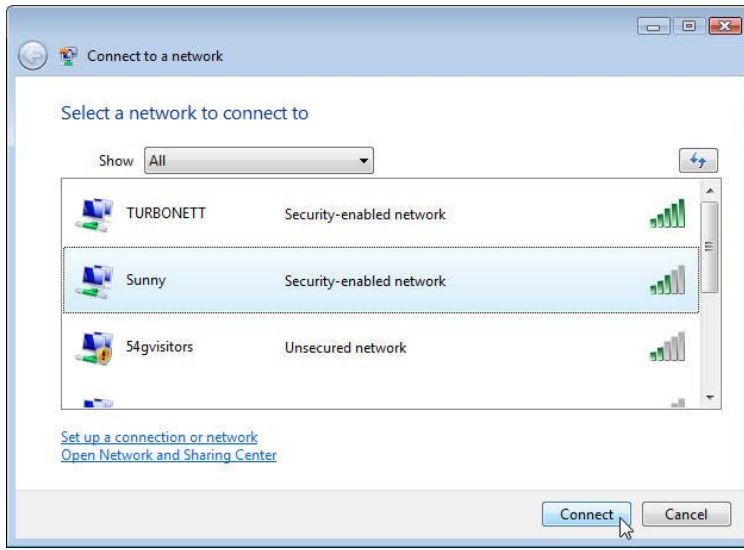 Connect to a network
Select a network to connect to
Show All
TURBONETT Security-enabled network
Sunny Security-enabled network
54gvisitors Unsecured network
Set up a connection or network
Open Network and Sharing Center
Connect Cancel